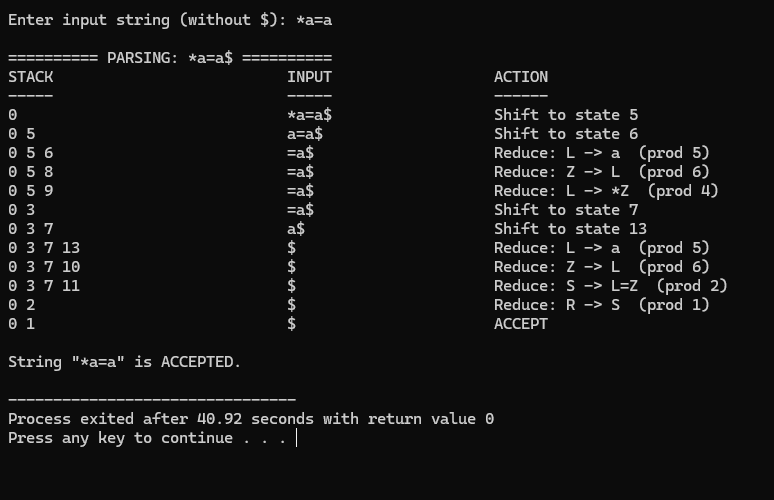 Enter input string (without $): *a=a
========== PARSING: *a=a$ ==========
STACK                          INPUT                  ACTION
-----                          -----                  ------
0                              *a=a$                  Shift to state 5
0 5                            a=a$                   Shift to state 6
0 5 6                          =a$                    Reduce: L -> a  (prod 5)
0 5 8                          =a$                    Reduce: Z -> L  (prod 6)
0 5 9                          =a$                    Reduce: L -> *Z  (prod 4)
0 3                            =a$                    Shift to state 7
0 3 7                          a$                     Shift to state 13
0 3 7 13                       $                      Reduce: L -> a  (prod 5)
0 3 7 10                       $                      Reduce: Z -> L  (prod 6)
0 3 7 11                       $                      Reduce: S -> L=Z  (prod 2)
0 2                            $                      Reduce: R -> S  (prod 1)
0 1                            $                      ACCEPT
String "*a=a" is ACCEPTED.
--------------------------------
Process exited after 40.92 seconds with return value 0
Press any key to continue . . .